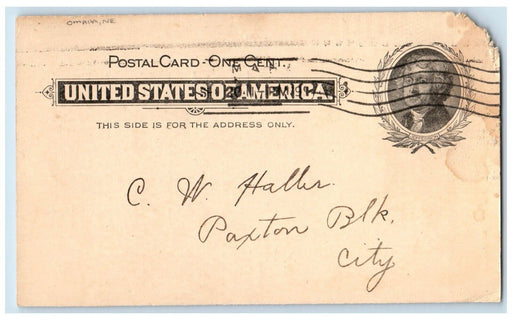 OMAHA, NE
POSTAL CARD-ONE CENT.
UNITED STATES OF AMERICA.
THIS SIDE IS FOR THE ADDRESS ONLY.
C. W. Haller.
Paxton Blk.
City